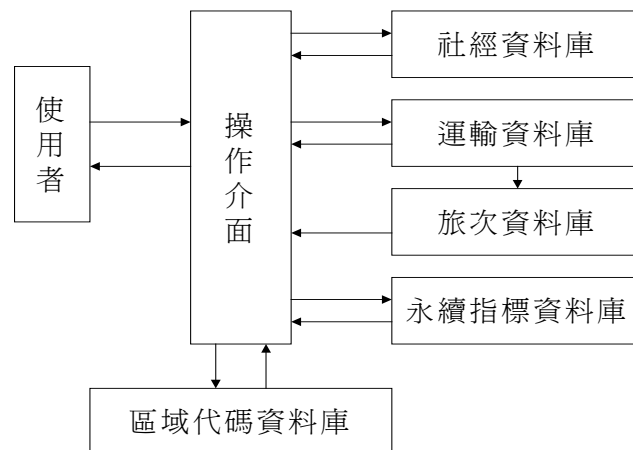 使用者
操作介面
社經資料庫
運輸資料庫
旅次資料庫
永續指標資料庫
區域代碼資料庫